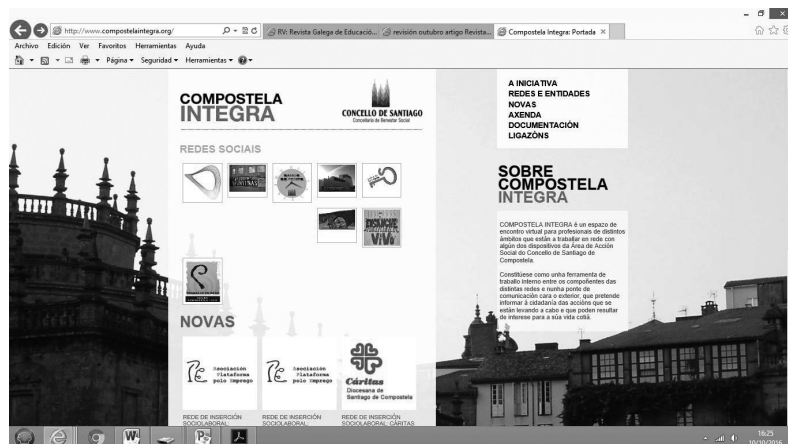 http://www.compostelaintegra.org/
RV: Revista Galega de Educació...
revisión outubro artigo Revista...
Compostela Integra: Portada
Archivo Edición Ver Favoritos Herramientas Ayuda
Página Seguridad Herramientas
COMPOSTELA
INTEGRA
CONCELLO DE SANTIAGO
Concellaría de Benestar Social
REDES SOCIAIS
VIVO
NOVAS
Asociación
Plataforma
polo Emprego
Asociación
Plataforma
polo Emprego
Cáritas
Diocesana de
Santiago de Compostela
REDE DE INSERCIÓN
SOCIOLABORAL:
REDE DE INSERCIÓN
SOCIOLABORAL:
REDE DE INSERCIÓN
SOCIOLABORAL: CÁRITAS
A INICIATIVA
REDES E ENTIDADES
NOVAS
AXENDA
DOCUMENTACIÓN
LIGAZÓNS
SOBRE
COMPOSTELA
INTEGRA
COMPOSTELA INTEGRA é un espazo de
encontro virtual para profesionais de distintos
ámbitos que están a traballar en rede con
algún dos dispositivos da Área de Acción
Social do Concello de Santiago de
Compostela.
Constitúese como unha ferramenta de
traballo interno entre os compoñentes das
distintas redes e nunha ponte de
comunicación cara o exterior, que pretende
informar á cidadanía das accións que se
están levando a cabo e que poden resultar
de interese para a súa vida cotiá.
16:25
10/10/2016